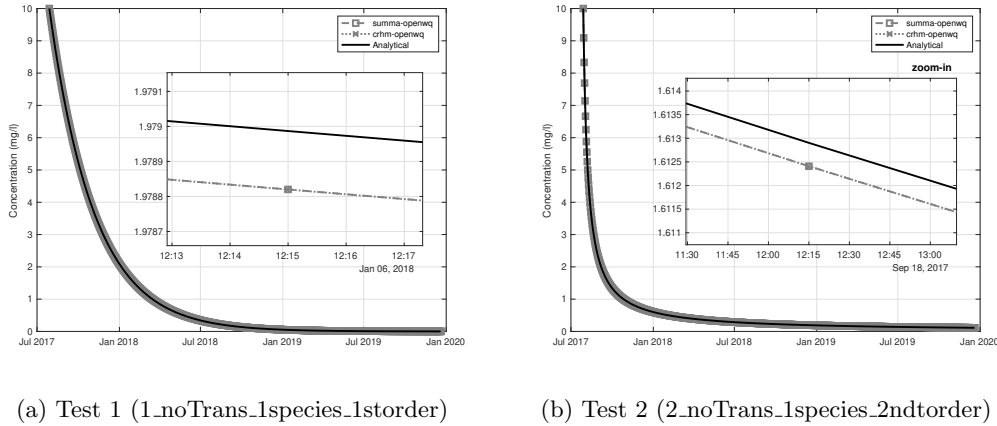 10
9
8
7
6
5
4
3
2
1
0
Concentration (mg/l)
Jul 2017 Jan 2018 Jul 2018 Jan 2019 Jul 2019 Jan 2020
summa-openwq
crhm-openwq
Analytical
1.9791
1.979
1.9789
1.9788
1.9787
12:13 12:14 12:15 12:16 12:17
Jan 06, 2018
(a) Test 1 (1_noTrans_1species_1storder)
10
9
8
7
6
5
4
3
2
1
0
Concentration (mg/l)
Jul 2017 Jan 2018 Jul 2018 Jan 2019 Jul 2019 Jan 2020
summa-openwq
crhm-openwq
Analytical
zoom-in
1.614
1.6135
1.613
1.6125
1.612
1.6115
1.611
11:30 11:45 12:00 12:15 12:30 12:45 13:00
Sep 18, 2017
(b) Test 2 (2_noTrans_1species_2ndtorder)